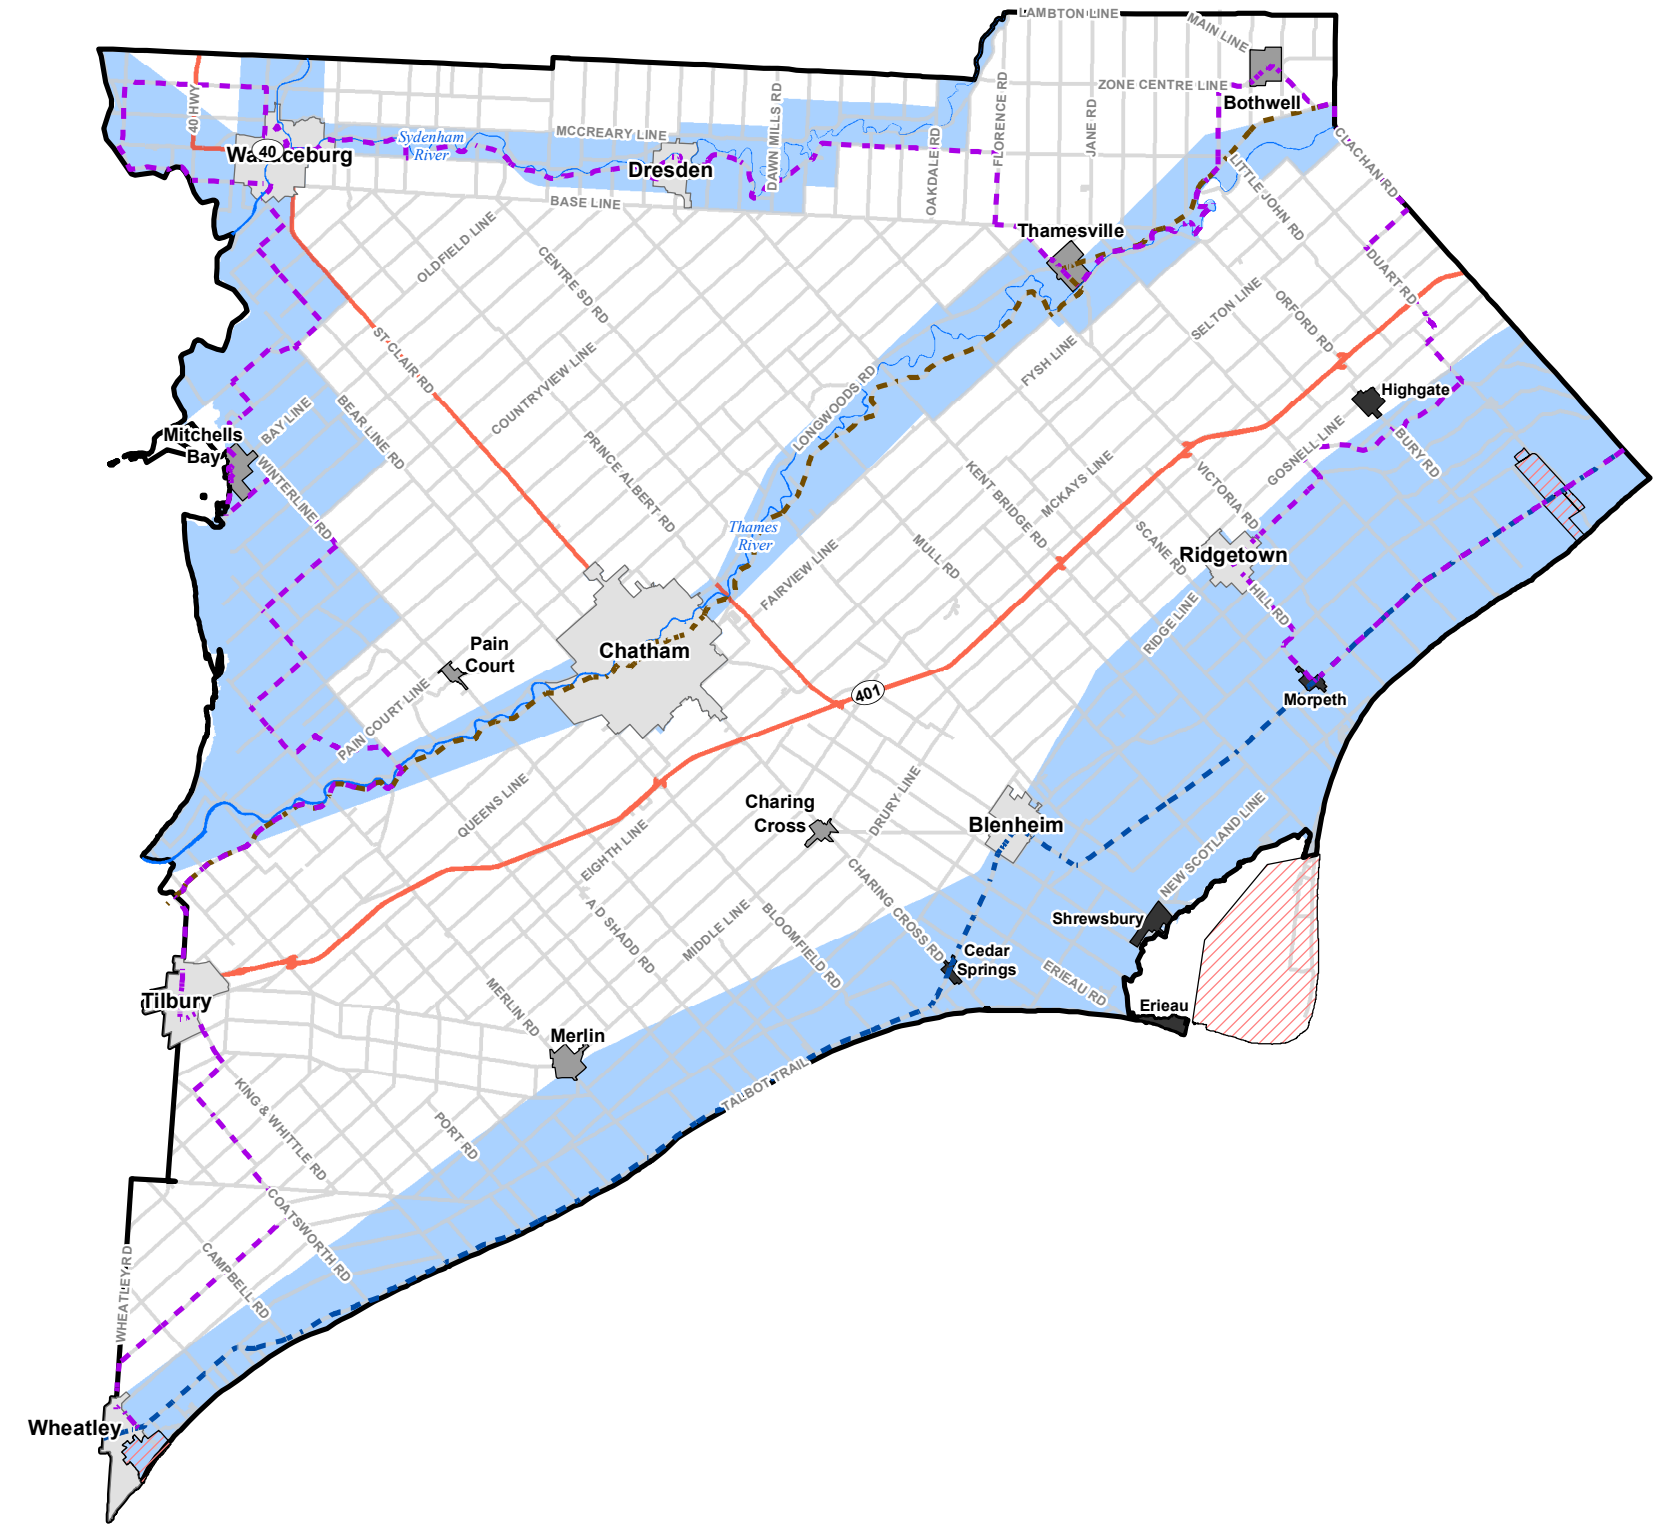 LAMBTON LINE
MAIN LINE
ZONE CENTRE LINE
Bothwell
40 HWY
40
Wallaceburg
Sydenham
River
MCCREARY LINE
Dresden
DAWN MILLS RD
OAKDALE RD
FLORENCE RD
JANE RD
CLACHAN RD
LITTLE JOHN RD
BASE LINE
OLDFIELD LINE
CENTRE SD RD
Thamesville
DUART RD
SELTON LINE
ORFORD RD
ST CLAIR RD
COUNTRYVIEW LINE
LONGWOODS RD
FYSH LINE
Highgate
BEAR LINE RD
BAY LINE
Mitchells
Bay
WINTERLINE RD
PRINCE ALBERT RD
KENT BRIDGE RD
MCKAYS LINE
VICTORIA RD
GOSNELL LINE
BURY RD
Thames
River
FAIRVIEW LINE
MULL RD
SCANE RD
Ridgetown
HILL RD
RIDGE LINE
Pain
Court
Chatham
PAIN COURT LINE
401
Morpeth
QUEENS LINE
Charing
Cross
DRURY LINE
Blenheim
NEW SCOTLAND LINE
EIGHTH LINE
CHARING CROSS RD
A D SHADD RD
MIDDLE LINE
BLOOMFIELD RD
Shrewsbury
Cedar
Springs
ERIEAU RD
Erieau
Tilbury
MERLIN RD
Merlin
TALBOT TRAIL
KING & WHITTLE RD
PORT RD
COATSWORTH RD
CAMPBELL RD
WHEATLEY RD
Wheatley